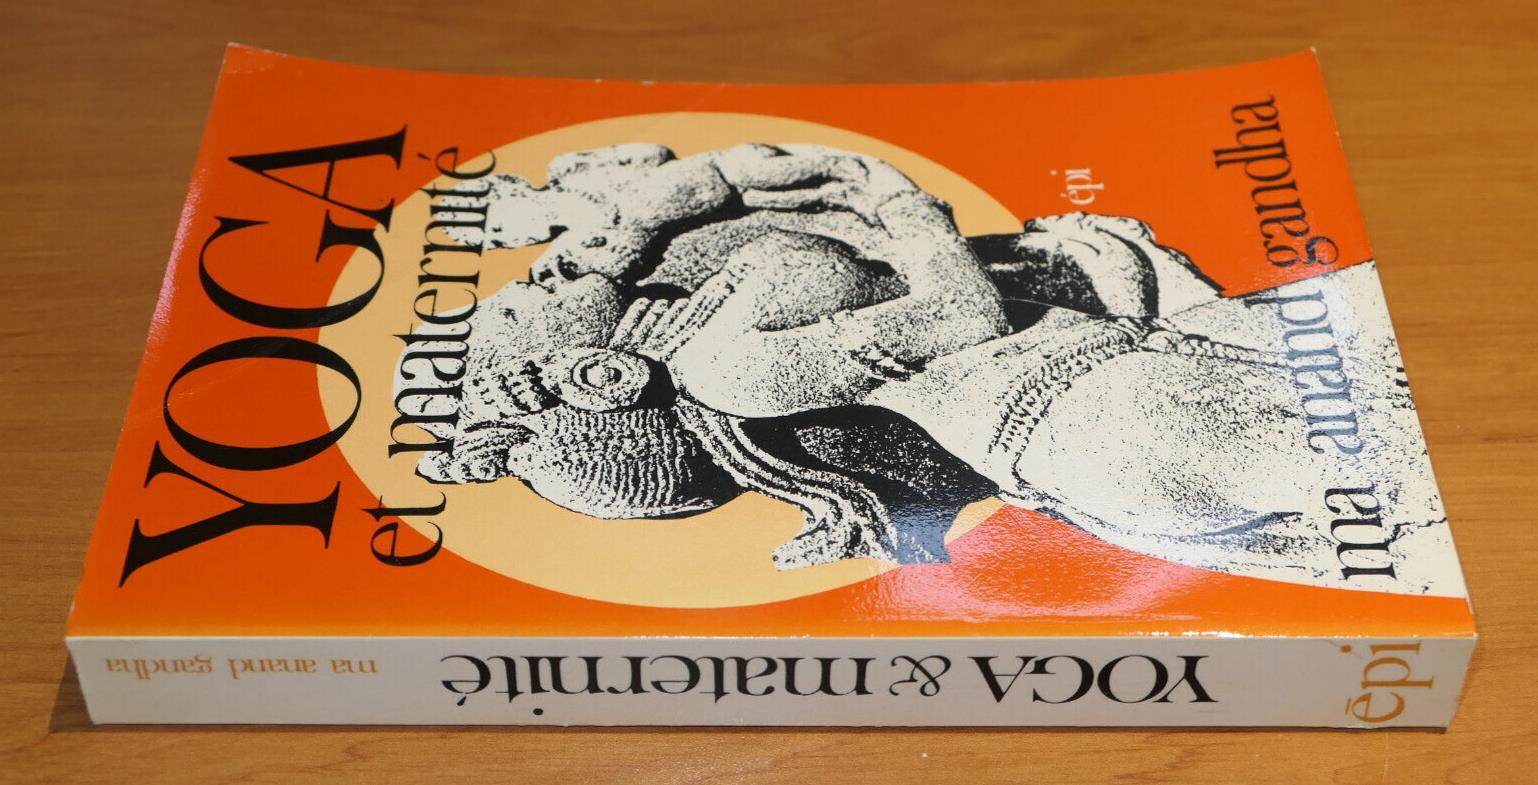 YOGA
et maternité
épi
ma anand gandha
YOGA & maternité
ma anand gandha
épi